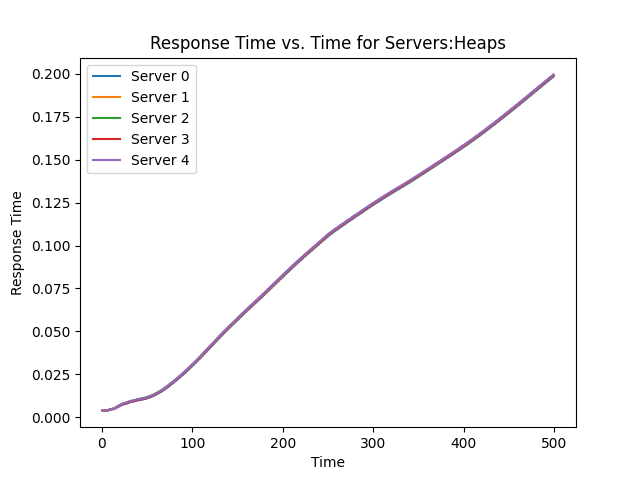 Response Time vs. Time for Servers:Heaps
Server 0
Server 1
Server 2
Server 3
Server 4
0.200
0.175
0.150
0.125
0.100
0.075
0.050
0.025
0.000
Response Time
0
100
200
300
400
500
Time